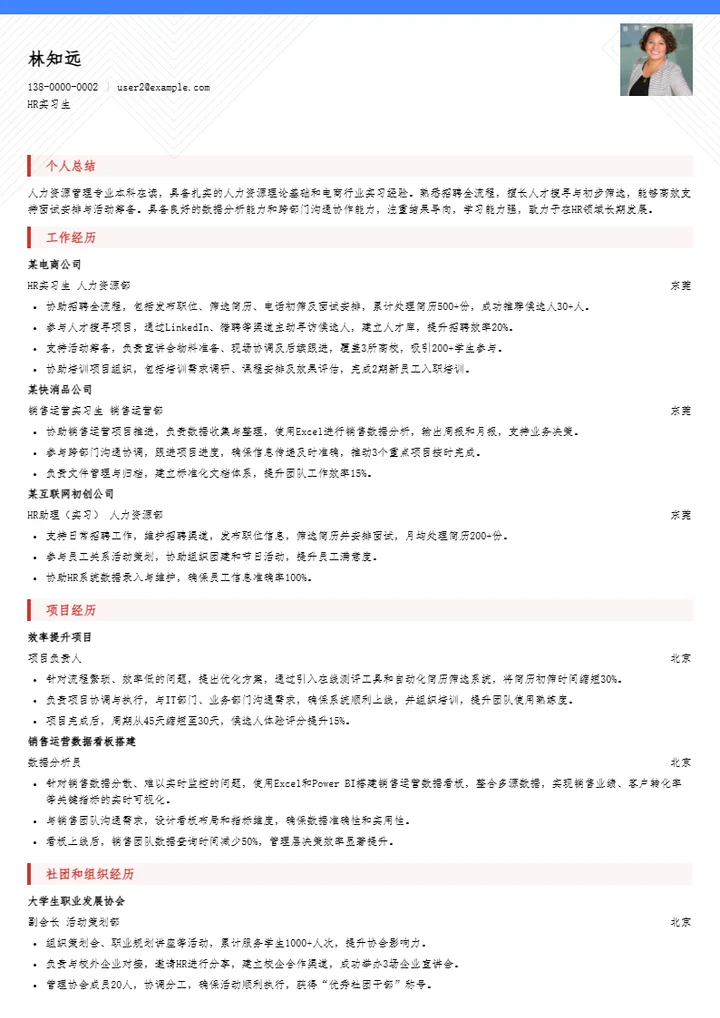 林知远
138-0000-0002 | user2@example.com
HR实习生
个人总结
人力资源管理专业本科在读，具备扎实的人力资源理论基础和电商行业实习经验。熟悉招聘全流程，擅长人才搜寻与初步筛选，能够高效支
持面试安排与活动筹备。具备良好的数据分析能力和跨部门沟通协作能力，注重结果导向，学习能力强，致力于在HR领域长期发展。
工作经历
某电商公司
HR实习生 人力资源部 东莞
• 协助招聘全流程，包括发布职位、筛选简历、电话初筛及面试安排，累计处理简历500+份，成功推荐候选人30+人。
• 参与人才搜寻项目，通过LinkedIn、猎聘等渠道主动寻访候选人，建立人才库，提升招聘效率20%。
• 支持活动筹备，负责宣讲会物料准备、现场协调及后续跟进，覆盖3所高校，吸引200+学生参与。
• 协助培训项目组织，包括培训需求调研、课程安排及效果评估，完成2期新员工入职培训。
某快消品公司
销售运营实习生 销售运营部 东莞
• 协助销售运营项目推进，负责数据收集与整理，使用Excel进行销售数据分析，输出周报和月报，支持业务决策。
• 参与跨部门沟通协调，跟进项目进度，确保信息传递及时准确，推动3个重点项目按时完成。
• 负责文件管理与归档，建立标准化文档体系，提升团队工作效率15%。
某互联网初创公司
HR助理（实习） 人力资源部 东莞
• 支持日常招聘工作，维护招聘渠道，发布职位信息，筛选简历并安排面试，月均处理简历200+份。
• 参与员工关系活动策划，协助组织团建和节日活动，提升员工满意度。
• 协助HR系统数据录入与维护，确保员工信息准确率100%。
项目经历
效率提升项目
项目负责人 北京
• 针对流程繁琐、效率低的问题，提出优化方案，通过引入在线测评工具和自动化简历筛选系统，将简历初筛时间缩短30%。
• 负责项目协调与执行，与IT部门、业务部门沟通需求，确保系统顺利上线，并组织培训，提升团队使用熟练度。
• 项目完成后，周期从45天缩短至30天，候选人体验评分提升15%。
销售运营数据看板搭建
数据分析员 北京
• 针对销售数据分散、难以实时监控的问题，使用Excel和Power BI搭建销售运营数据看板，整合多源数据，实现销售业绩、客户转化率
等关键指标的实时可视化。
• 与销售团队沟通需求，设计看板布局和指标维度，确保数据准确性和实用性。
• 看板上线后，销售团队数据查询时间减少50%，管理层决策效率显著提升。
社团和组织经历
大学生职业发展协会
副会长 活动策划部 北京
• 组织策划会、职业规划讲座等活动，累计服务学生1000+人次，提升协会影响力。
• 负责与校外企业对接，邀请HR进行分享，建立校企合作渠道，成功举办3场企业宣讲会。
• 管理协会成员20人，协调分工，确保活动顺利执行，获得“优秀社团干部”称号。